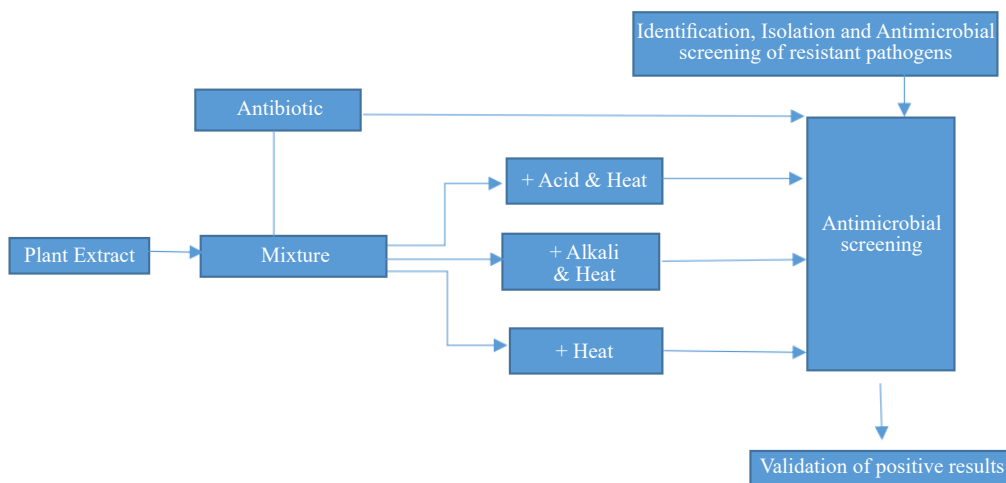 Identification, Isolation and Antimicrobial
screening of resistant pathogens
Antibiotic
+ Acid & Heat
Plant Extract
Mixture
+ Alkali
& Heat
Antimicrobial
screening
+ Heat
Validation of positive results